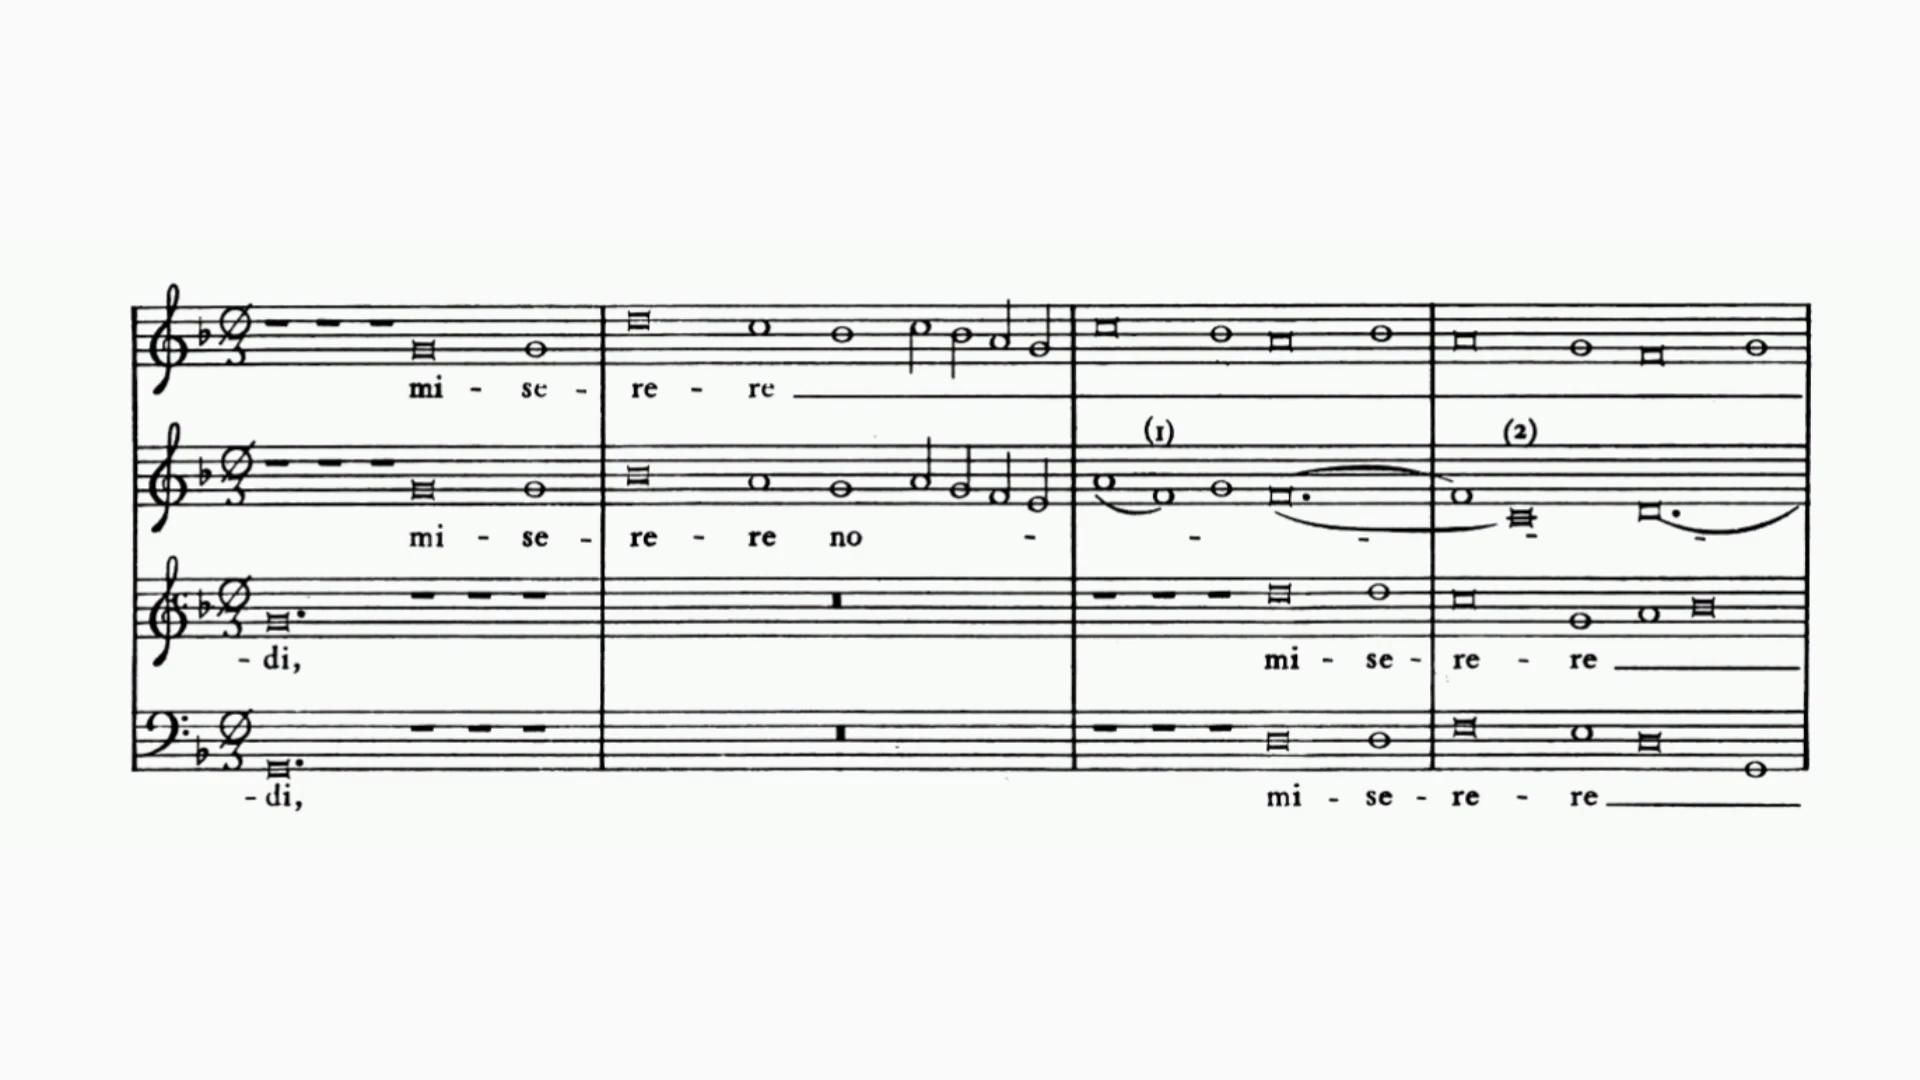 mi - se - re - re
(1) (2)
mi - se - re - re no - - - - -
- di, mi - se - re - re
- di, mi - se - re - re